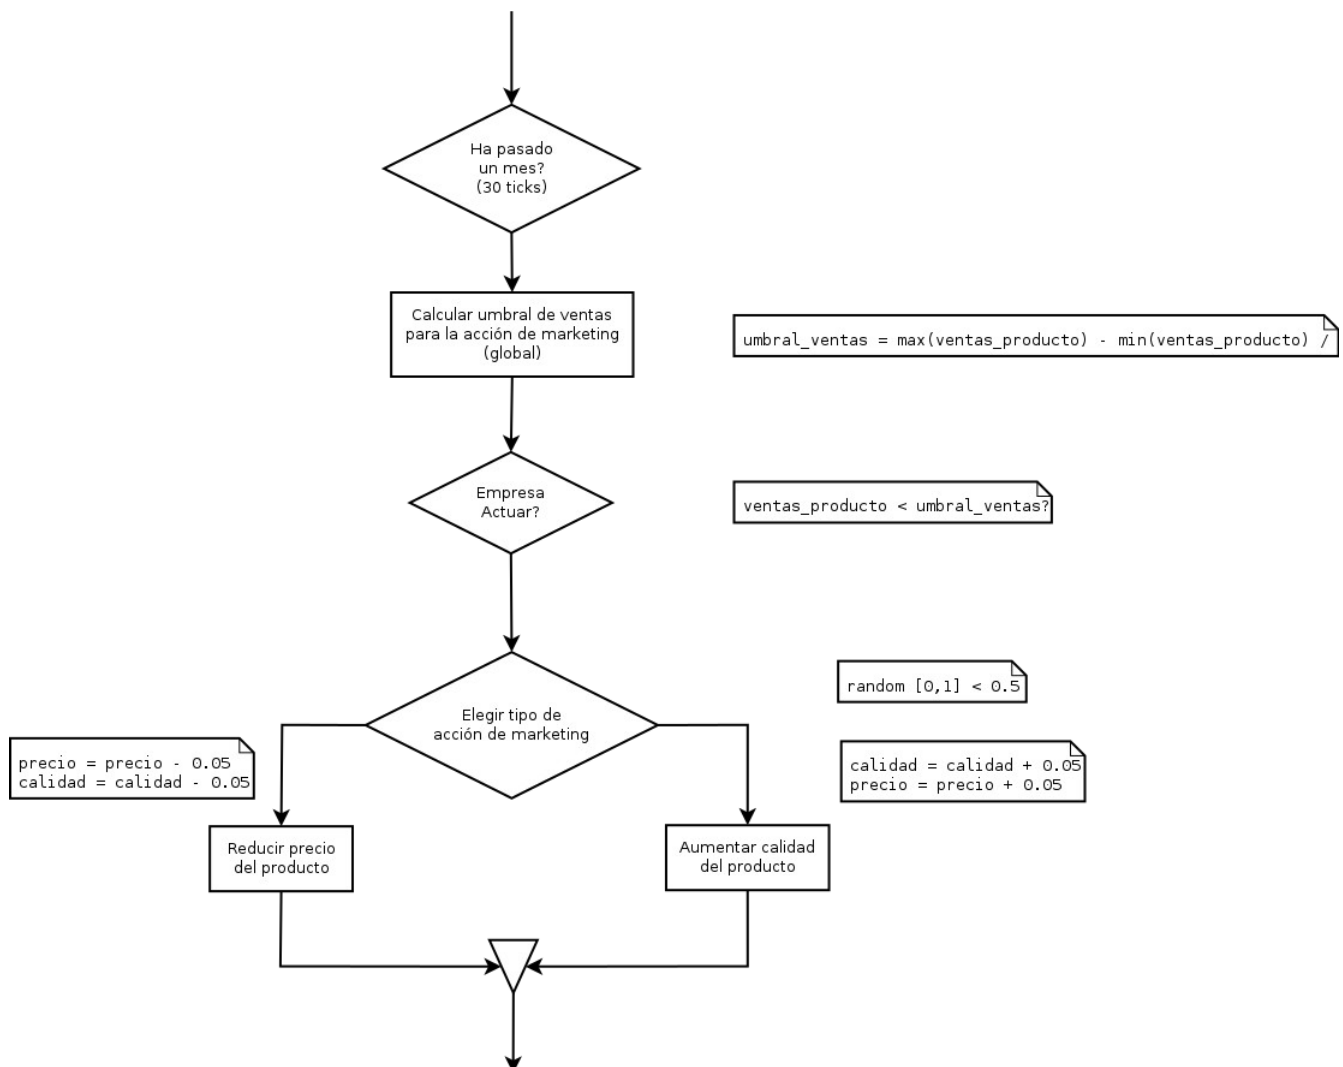 Ha pasado
un mes?
(30 ticks)
Calcular umbral de ventas
para la acción de marketing
(global)
umbral_ventas = max(ventas_producto) - min(ventas_producto) /
Empresa
Actuar?
ventas_producto < umbral_ventas?
random [0,1] < 0.5
Elegir tipo de
acción de marketing
precio = precio - 0.05
calidad = calidad - 0.05
calidad = calidad + 0.05
precio = precio + 0.05
Reducir precio
del producto
Aumentar calidad
del producto